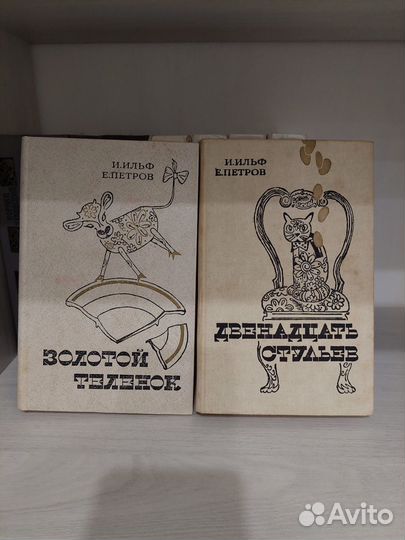 И.ИЛЬФ
Е.ПЕТРОВ
ЗОЛОТОЙ
ТЕЛЕНОК
И.ИЛЬФ
Е.ПЕТРОВ
ДВЕНАДЦАТЬ
СТУЛЬЕВ
Avito